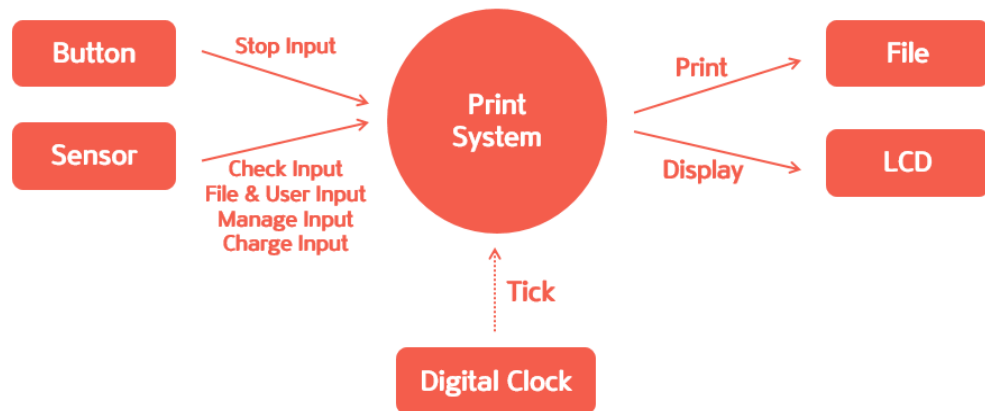 Button
Stop Input
Sensor
Check Input
File & User Input
Manage Input
Charge Input
Print
System
Print
File
Display
LCD
Tick
Digital Clock